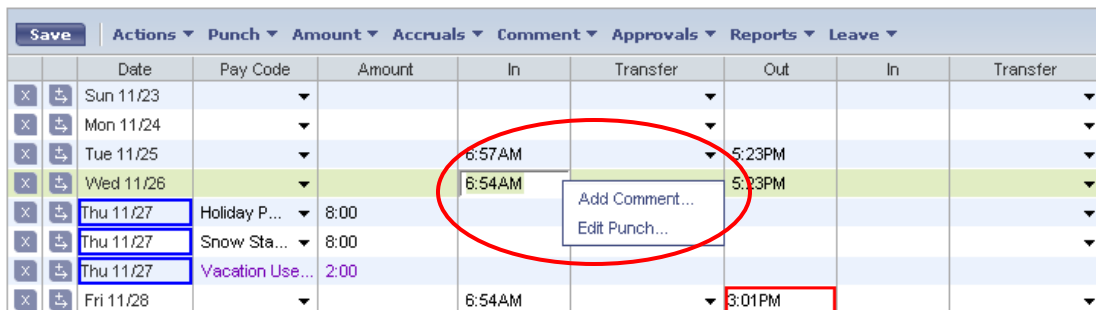 Save Actions Punch Amount Accruals Comment Approvals Reports Leave
Date Pay Code Amount In Transfer Out In Transfer
X Sun 11/23
X Mon 11/24
X Tue 11/25 6:57AM 5:23PM
X Wed 11/26 6:54AM 5:23PM
Add Comment...
Edit Punch...
X Thu 11/27 Holiday P... 8:00
X Thu 11/27 Snow Sta... 8:00
X Thu 11/27 Vacation Use... 2:00
X Fri 11/28 6:54AM 3:01PM